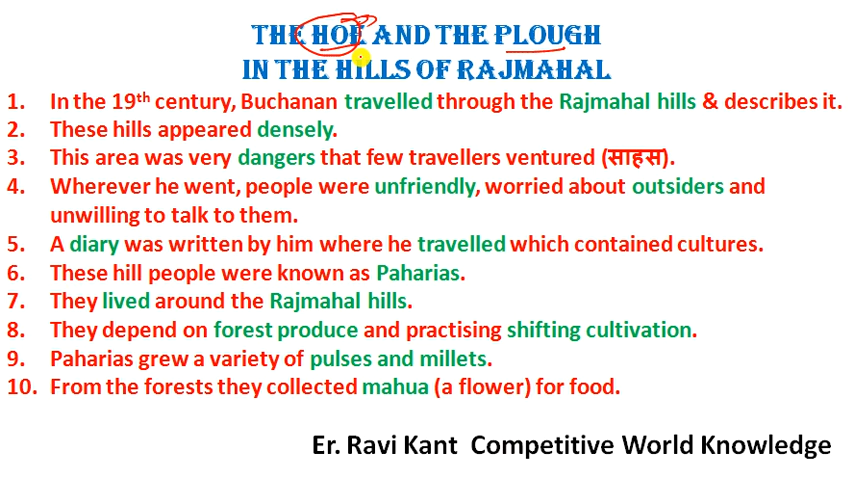 THE HOE AND THE PLOUGH
IN THE HILLS OF RAJMAHAL
1. In the 19th century, Buchanan travelled through the Rajmahal hills & describes it.
2. These hills appeared densely.
3. This area was very dangers that few travellers ventured (साहस).
4. Wherever he went, people were unfriendly, worried about outsiders and
unwilling to talk to them.
5. A diary was written by him where he travelled which contained cultures.
6. These hill people were known as Paharias.
7. They lived around the Rajmahal hills.
8. They depend on forest produce and practising shifting cultivation.
9. Paharias grew a variety of pulses and millets.
10. From the forests they collected mahua (a flower) for food.
Er. Ravi Kant Competitive World Knowledge